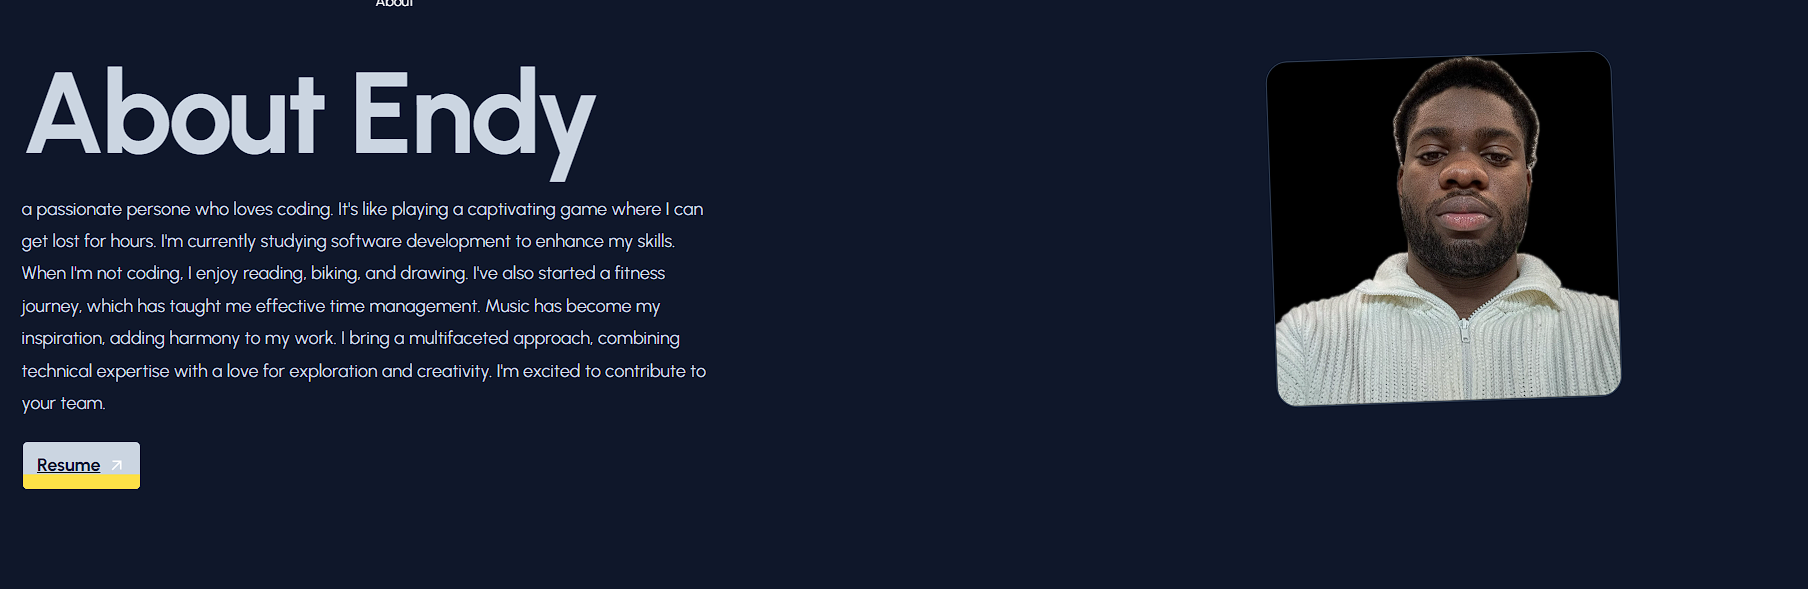 About
About Endy
a passionate persone who loves coding. It's like playing a captivating game where I can
get lost for hours. I'm currently studying software development to enhance my skills.
When I'm not coding, I enjoy reading, biking, and drawing. I've also started a fitness
journey, which has taught me effective time management. Music has become my
inspiration, adding harmony to my work. I bring a multifaceted approach, combining
technical expertise with a love for exploration and creativity. I'm excited to contribute to
your team.
Resume